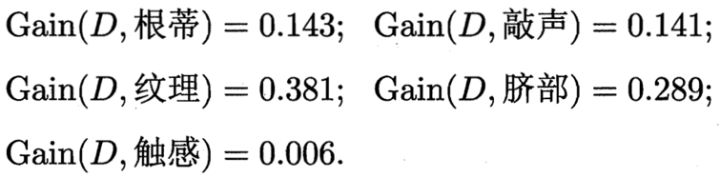 Gain(D, 根蒂) = 0.143; Gain(D, 敲声) = 0.141;
Gain(D, 纹理) = 0.381; Gain(D, 脐部) = 0.289;
Gain(D, 触感) = 0.006.